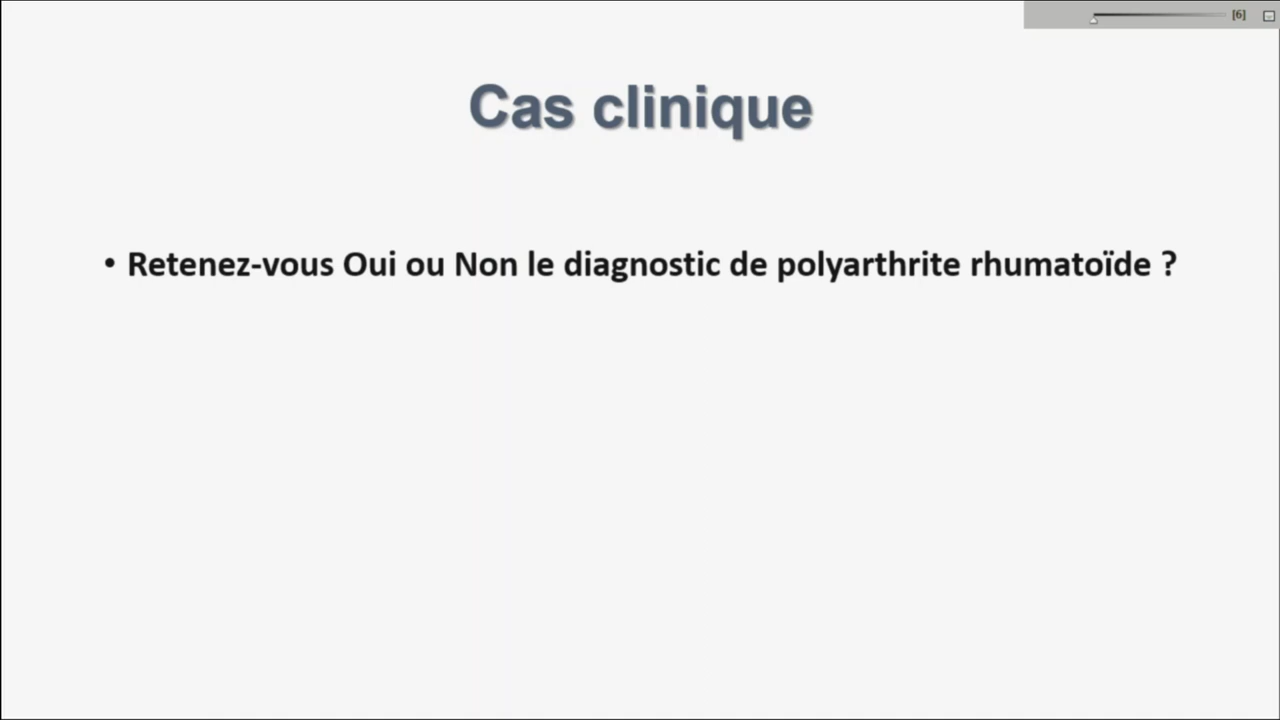 [6]
Cas clinique
• Retenez-vous Oui ou Non le diagnostic de polyarthrite rhumatoïde ?